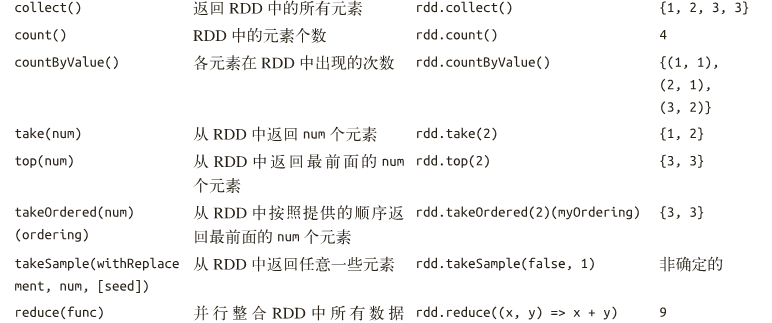 collect() 返回 RDD 中的所有元素 rdd.collect() {1, 2, 3, 3}
count() RDD 中的元素个数 rdd.count() 4
countByValue() 各元素在 RDD 中出现的次数 rdd.countByValue() {(1, 1),
(2, 1),
(3, 2)}
take(num) 从 RDD 中返回 num 个元素 rdd.take(2) {1, 2}
top(num) 从 RDD 中返回最前面的 num rdd.top(2) {3, 3}
个元素
takeOrdered(num) 从 RDD 中按照提供的顺序返 rdd.takeOrdered(2)(myOrdering) {3, 3}
(ordering) 回最前面的 num 个元素
takeSample(withReplace 从 RDD 中返回任意一些元素 rdd.takeSample(false, 1) 非确定的
ment, num, [seed])
reduce(func) 并行整合 RDD 中所有数据 rdd.reduce((x, y) => x + y) 9